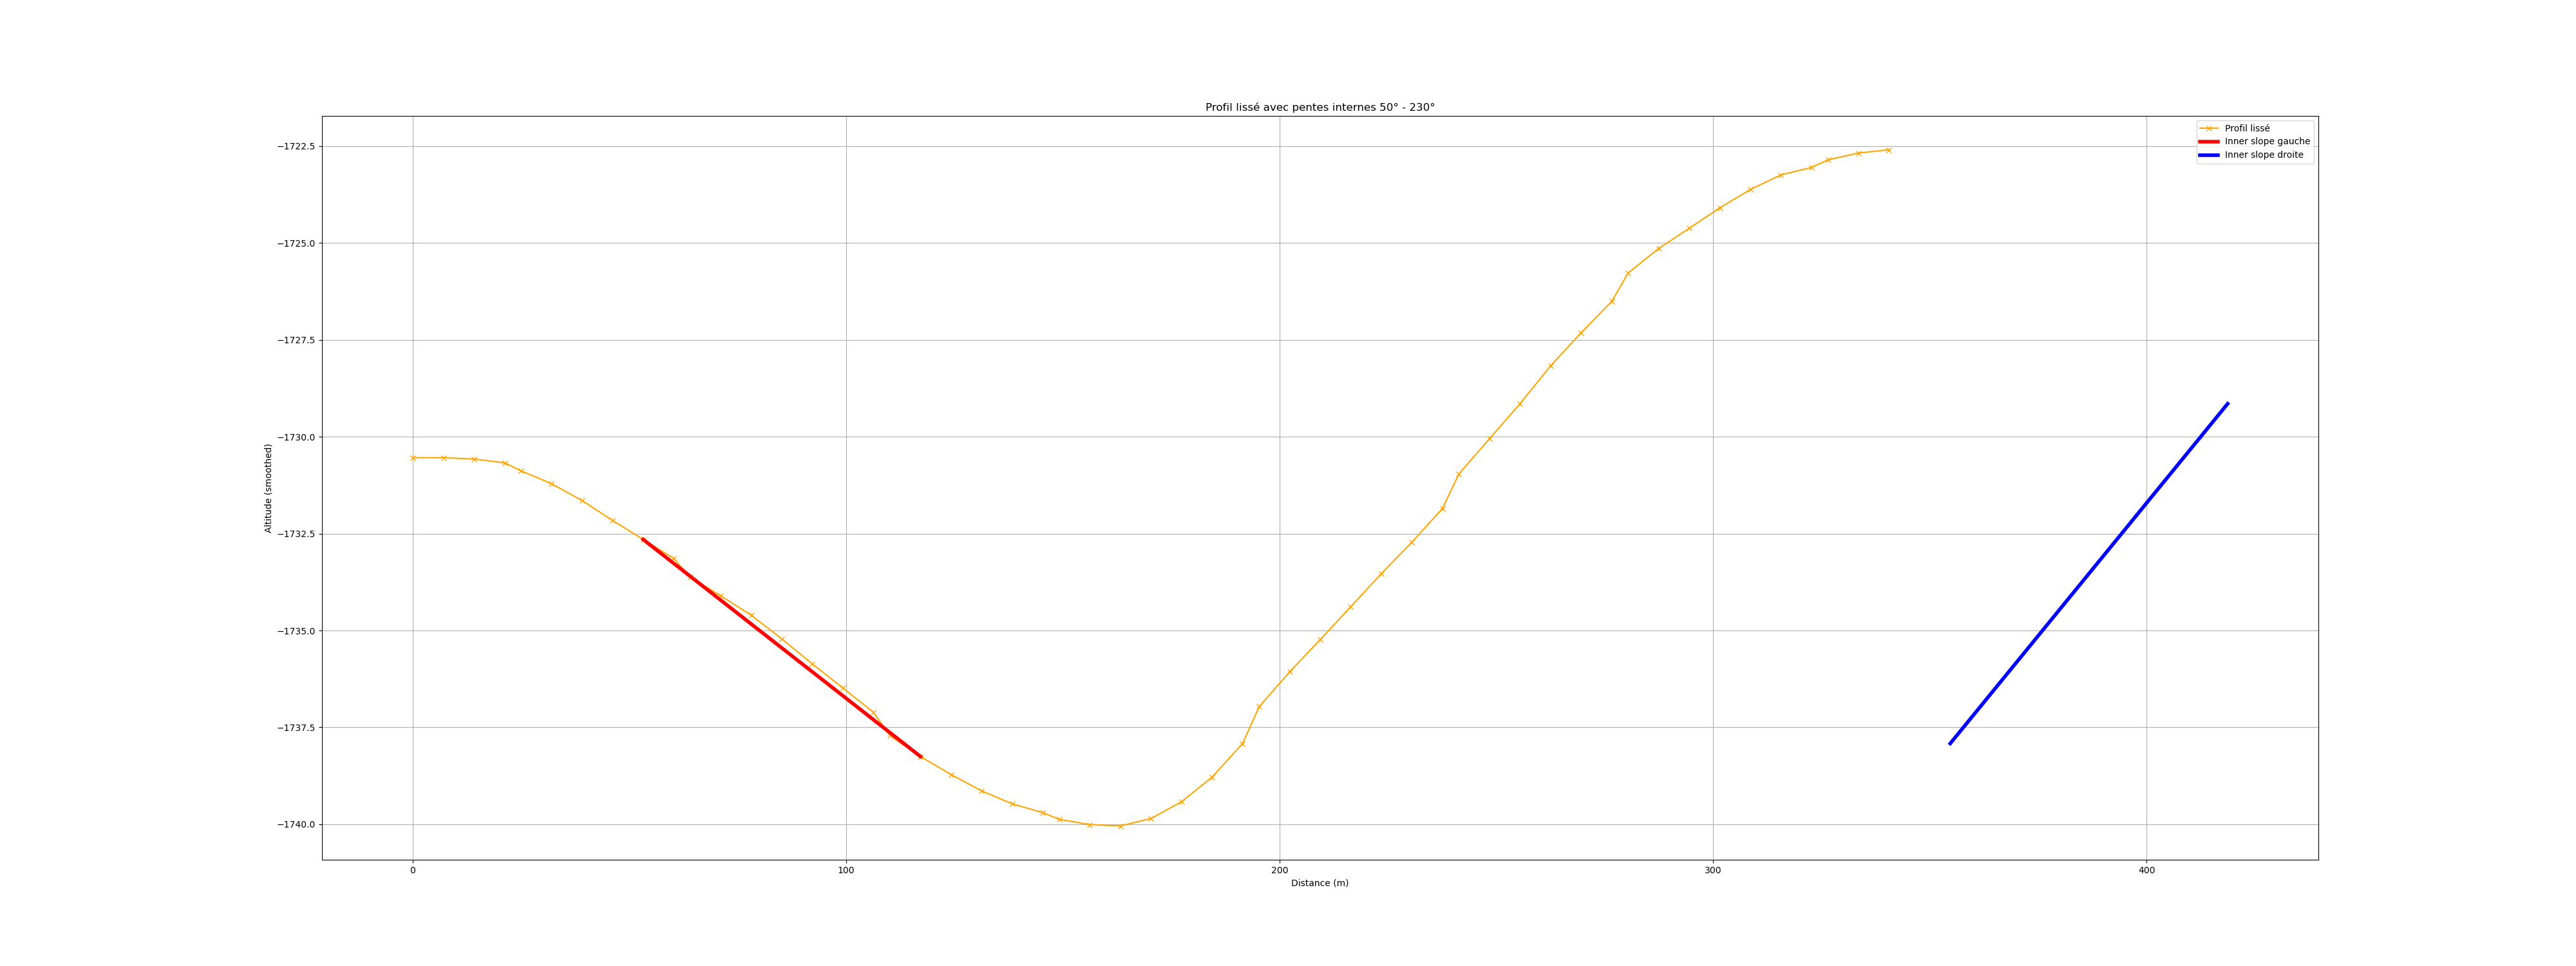 Profil lissé avec pentes internes 50° - 230°
Profil lissé
Inner slope gauche
Inner slope droite
Altitude (smoothed)
−1722.5
−1725.0
−1727.5
−1730.0
−1732.5
−1735.0
−1737.5
−1740.0
0
100
200
300
400
Distance (m)